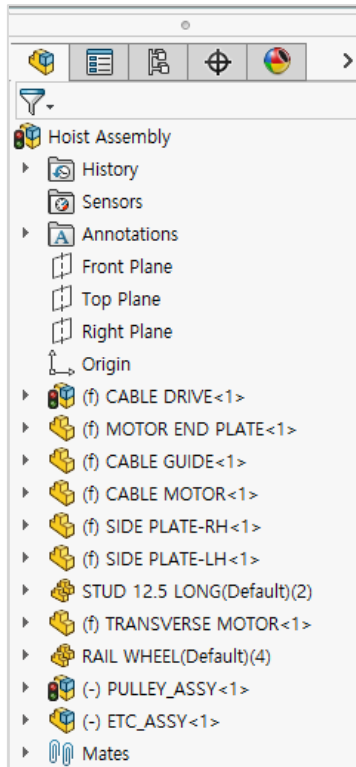 Hoist Assembly
History
Sensors
Annotations
Front Plane
Top Plane
Right Plane
Origin
(f) CABLE DRIVE<1>
(f) MOTOR END PLATE<1>
(f) CABLE GUIDE<1>
(f) CABLE MOTOR<1>
(f) SIDE PLATE-RH<1>
(f) SIDE PLATE-LH<1>
STUD 12.5 LONG(Default)(2)
(f) TRANSVERSE MOTOR<1>
RAIL WHEEL(Default)(4)
(-) PULLEY_ASSY<1>
(-) ETC_ASSY<1>
Mates